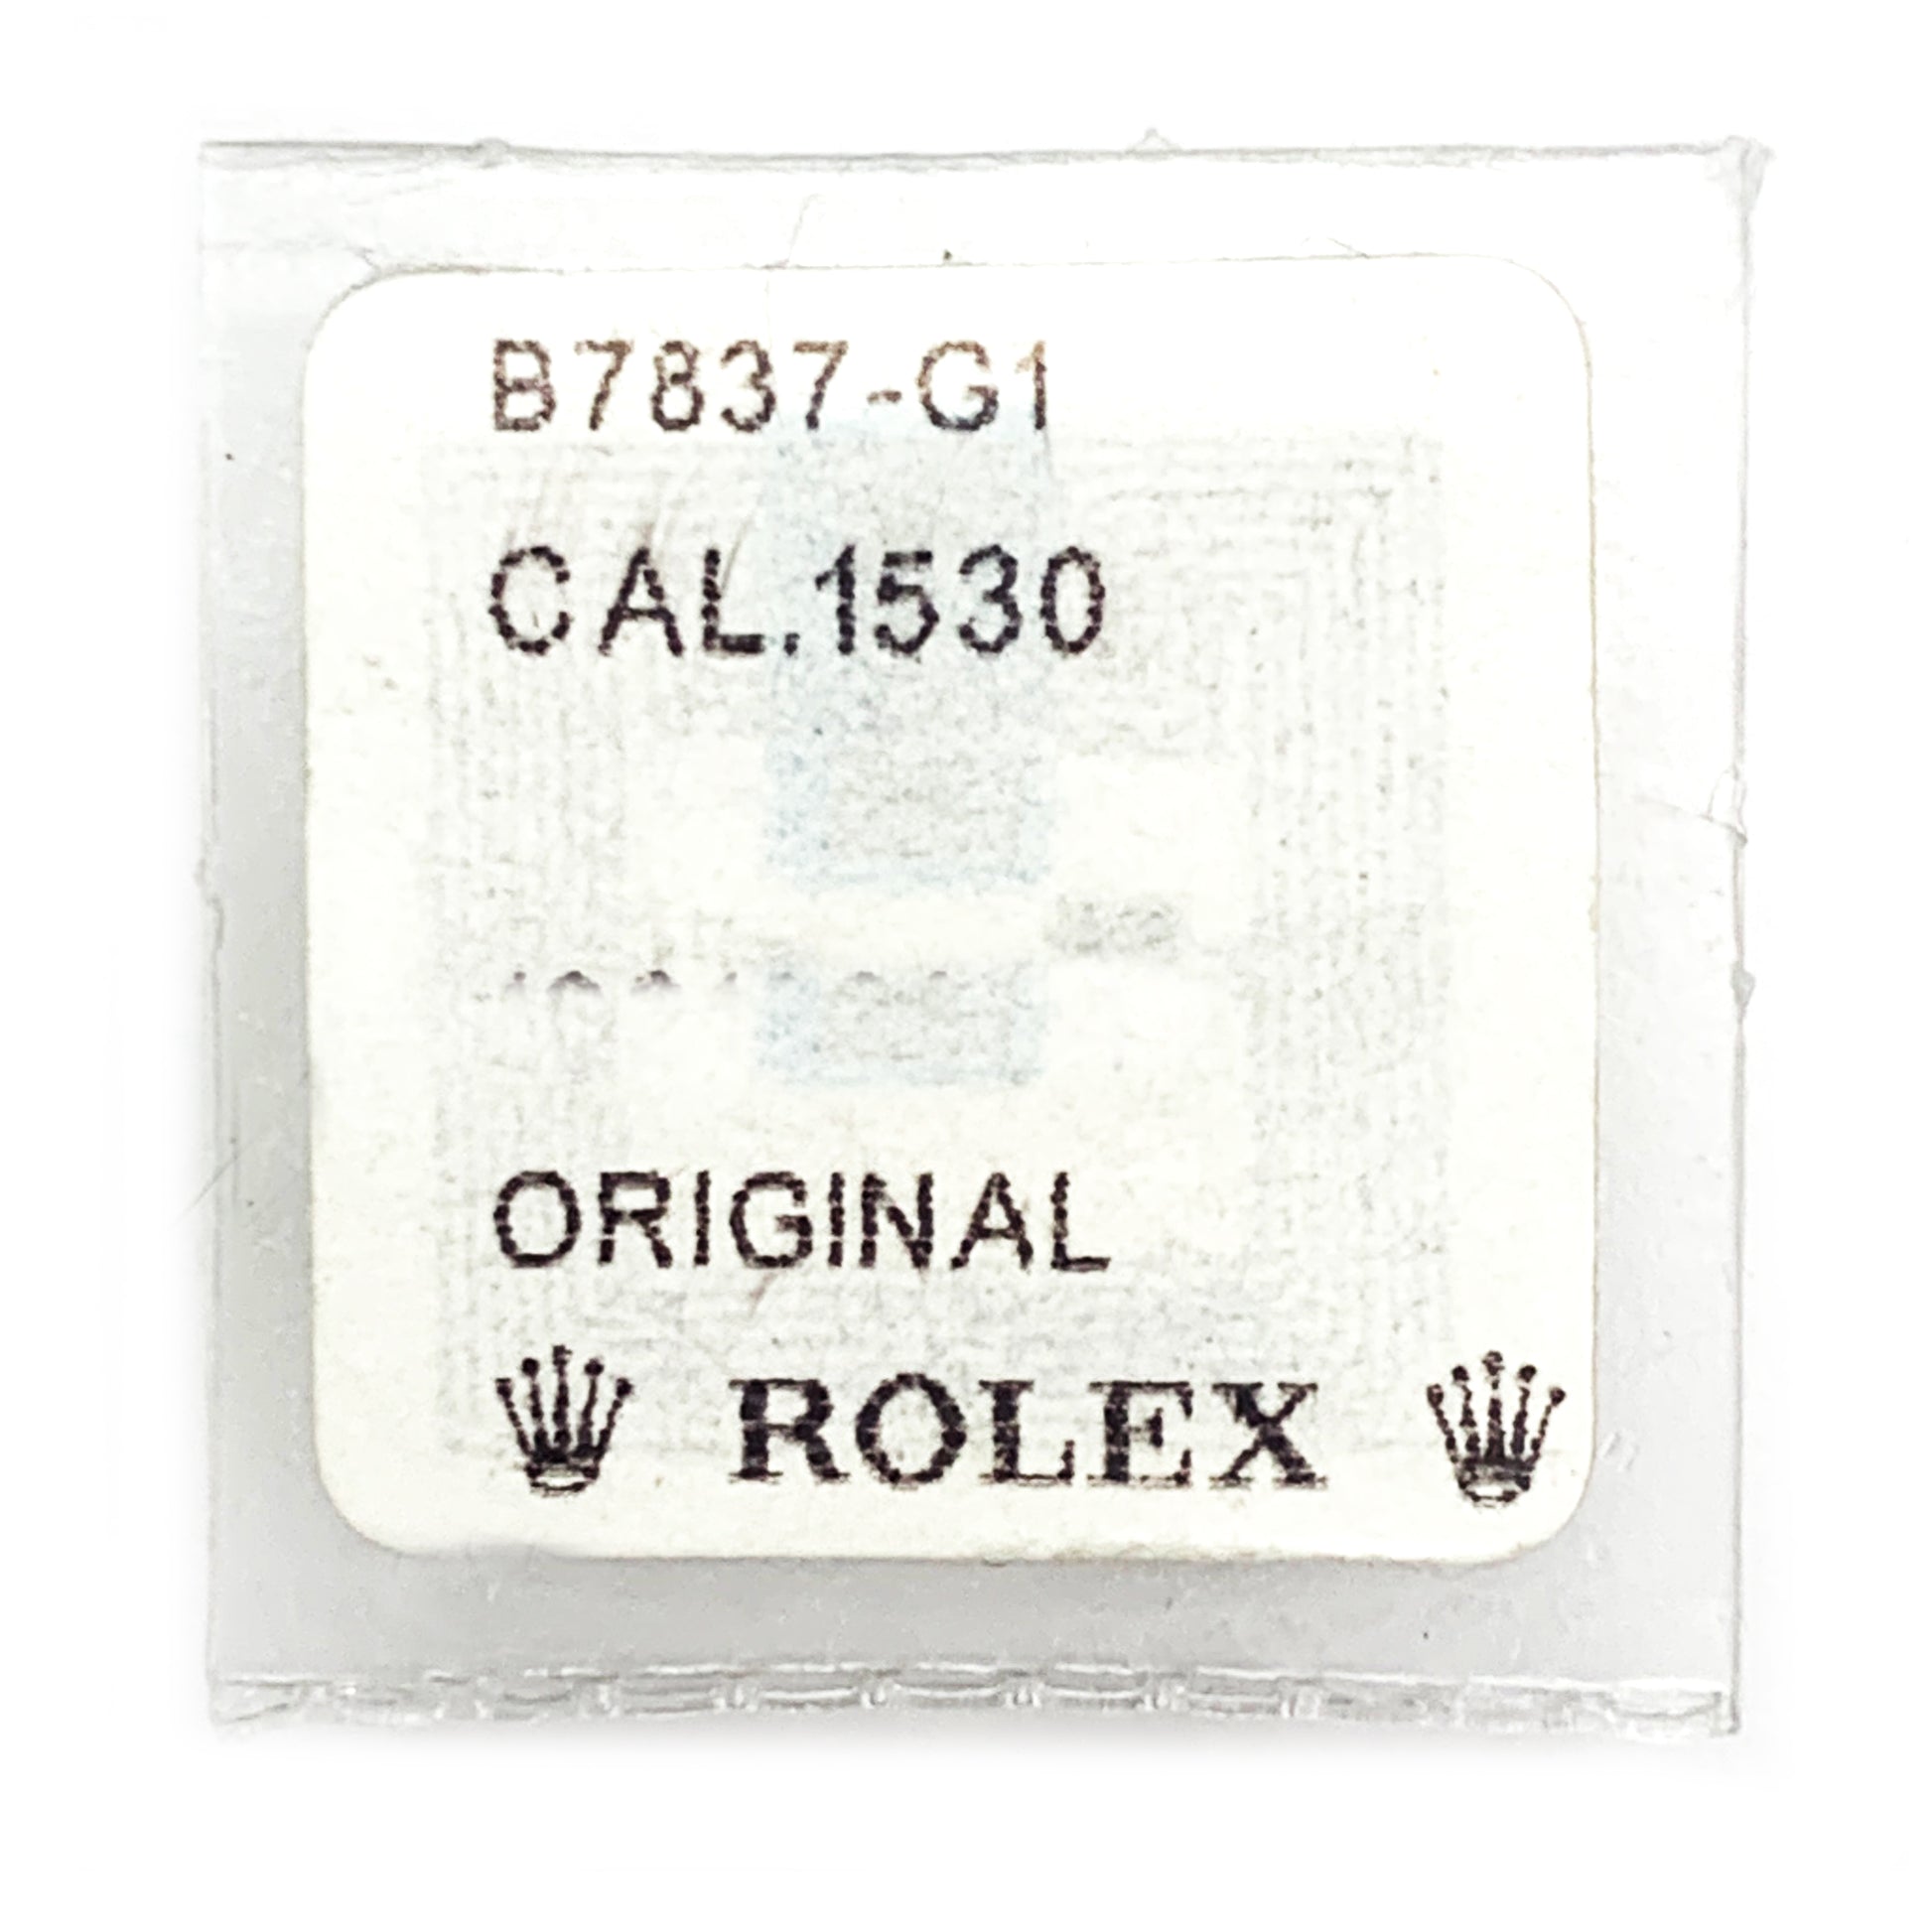 B7837-G1
CAL.1530
ORIGINAL
ROLEX